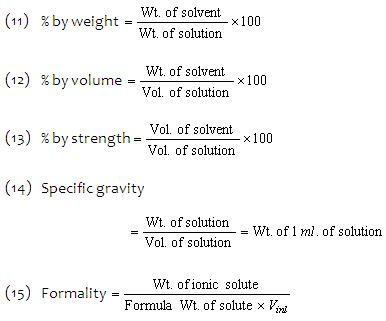 (11) % by weight = Wt. of solvent / Wt. of solution ×100
(12) % by volume = Wt. of solvent / Vol. of solution ×100
(13) % by strength = Vol. of solvent / Vol. of solution ×100
(14) Specific gravity
= Wt. of solution / Vol. of solution = Wt. of 1 ml. of solution
(15) Formality = Wt. of ionic solute / Formula Wt. of solute × V_in l